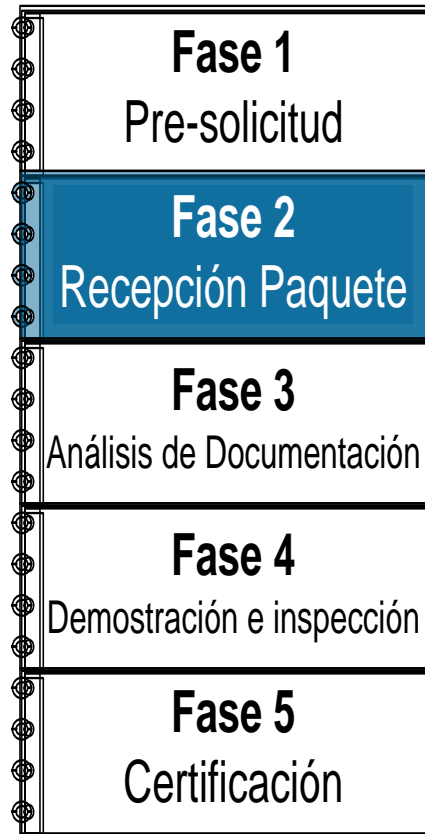 Fase 1
Pre-solicitud
Fase 2
Recepción Paquete
Fase 3
Análisis de Documentación
Fase 4
Demostración e inspección
Fase 5
Certificación